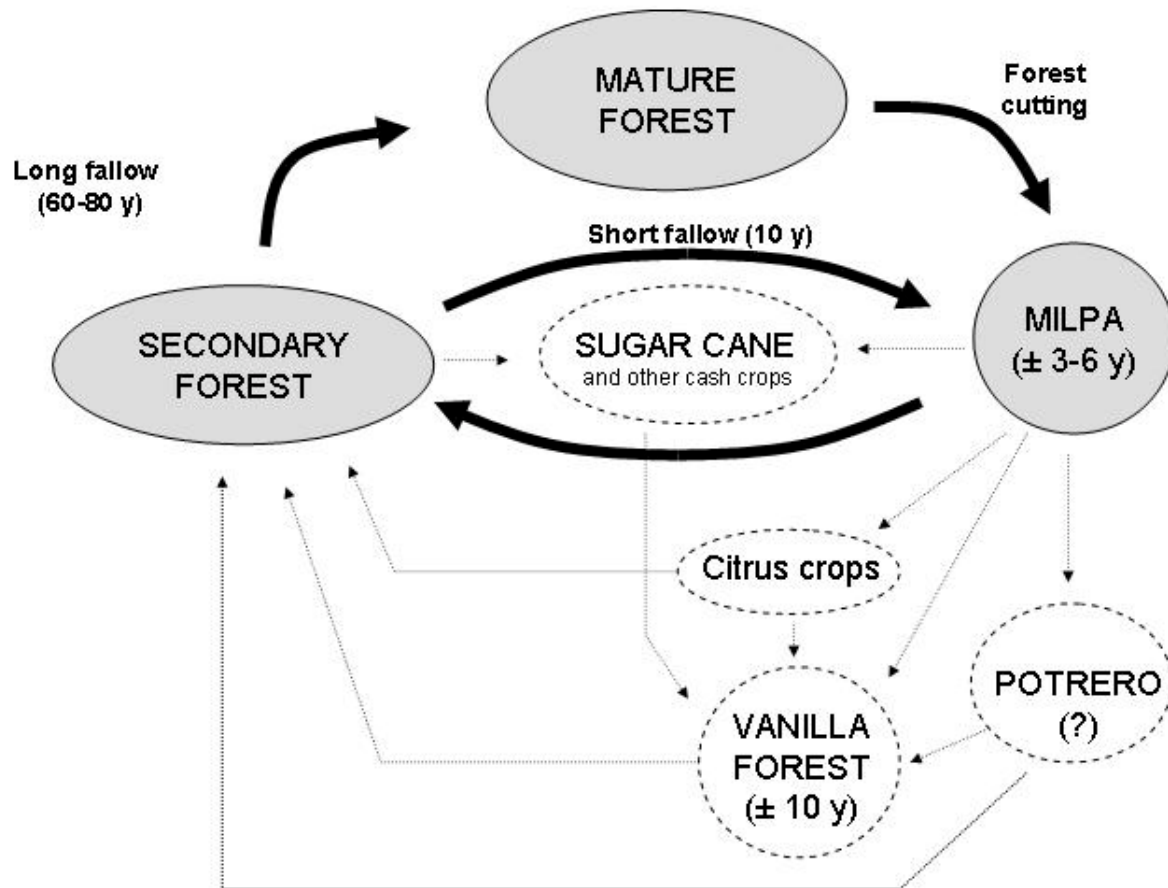 MATURE
FOREST
Forest
cutting
Long fallow
(60-80 y)
Short fallow (10 y)
SECONDARY
FOREST
SUGAR CANE
and other cash crops
MILPA
(± 3-6 y)
Citrus crops
VANILLA
FOREST
(± 10 y)
POTRERO
(?)